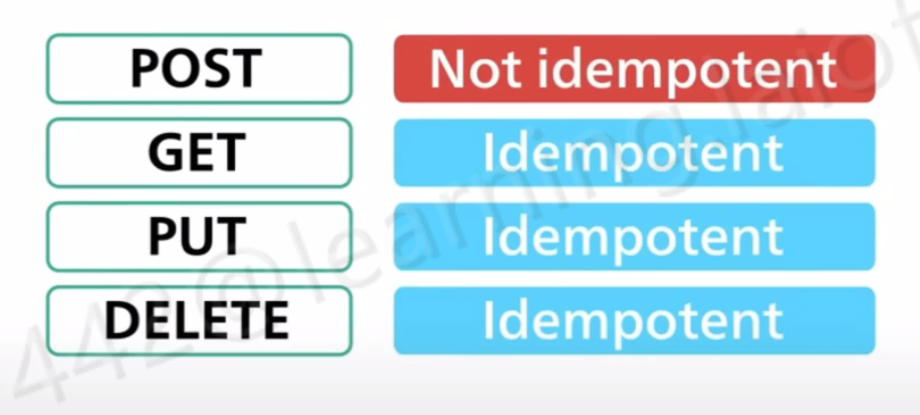 POST Not idempotent
GET Idempotent
PUT Idempotent
DELETE Idempotent